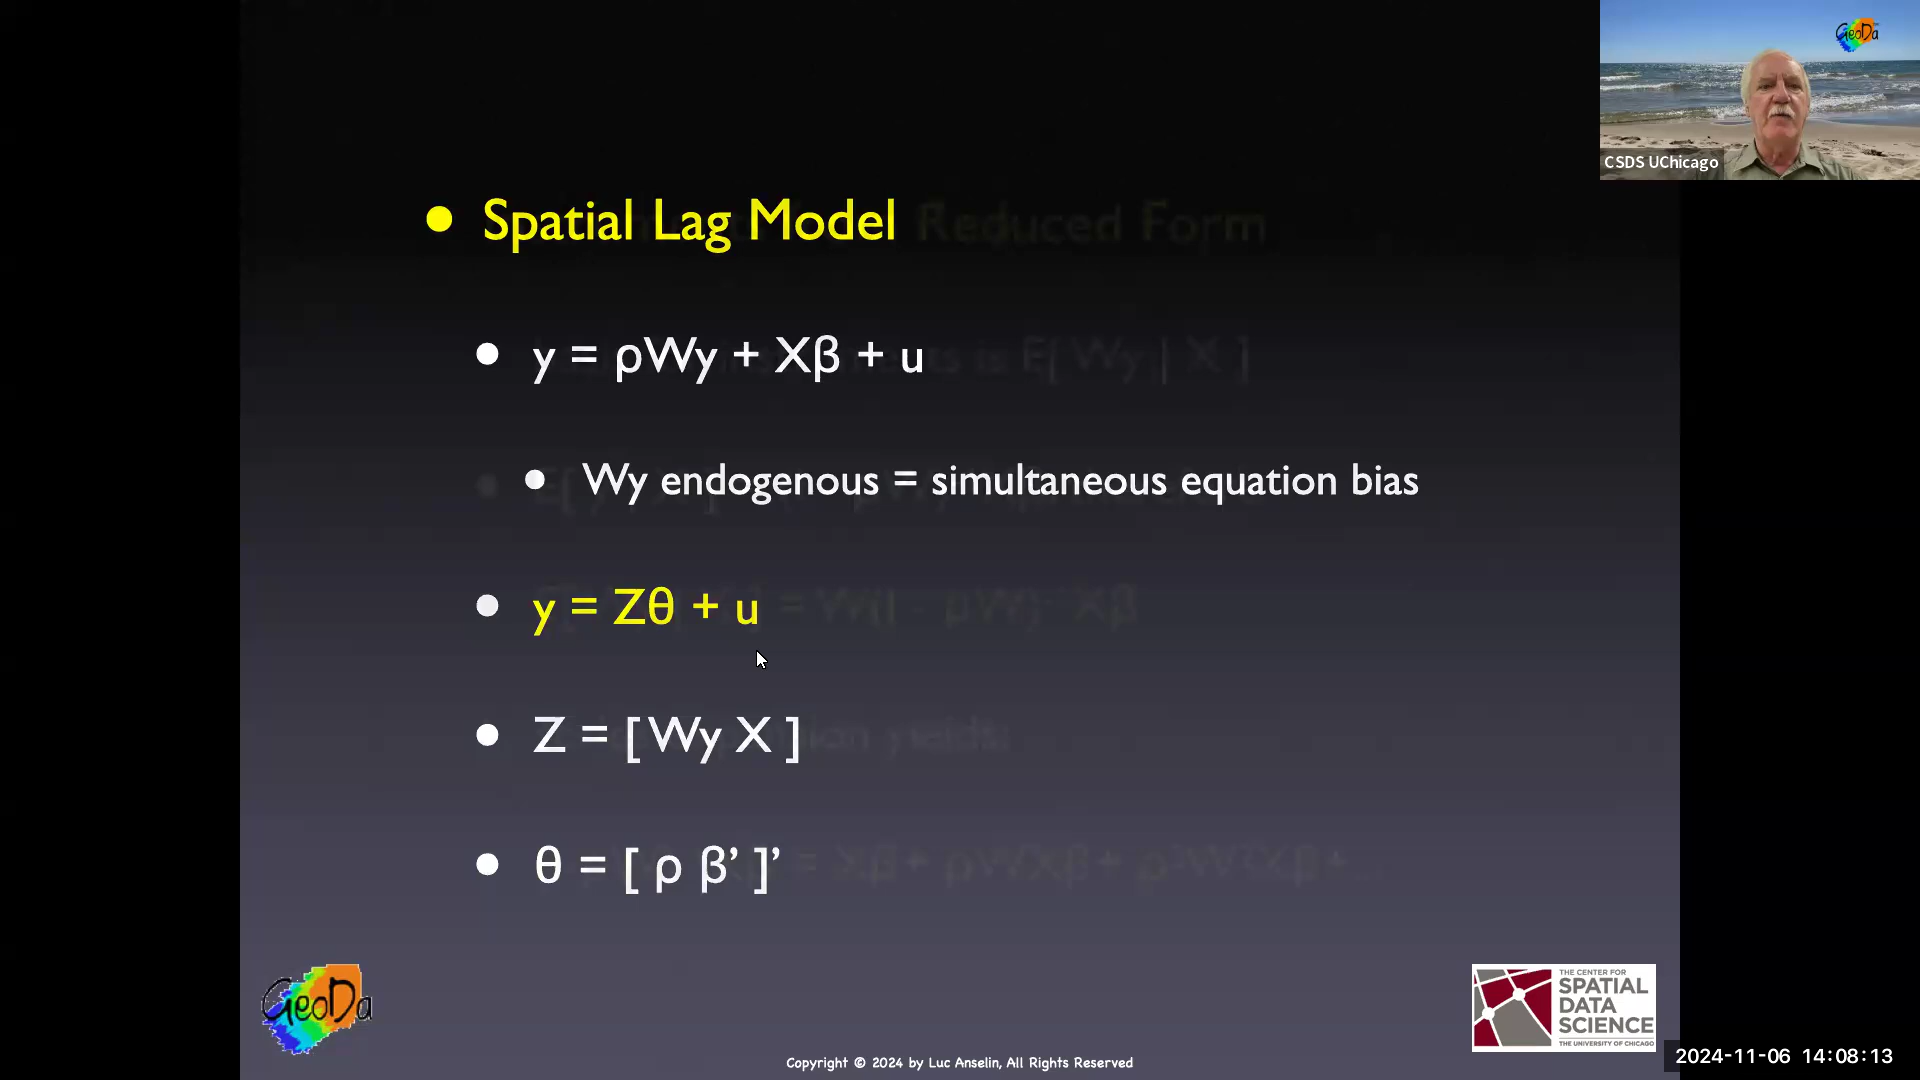 GeoDa
CSDS UChicago
• Spatial Lag Model
Reduced Form
• y = ρWy + Xβ + u
• Wy endogenous = simultaneous equation bias
• y = Zθ + u
• Z = [ Wy X ]
• θ = [ ρ β’ ]’
GeoDa
THE CENTER FOR
SPATIAL
DATA
SCIENCE
THE UNIVERSITY OF CHICAGO
Copyright © 2024 by Luc Anselin, All Rights Reserved
2024-11-06 14:08:13